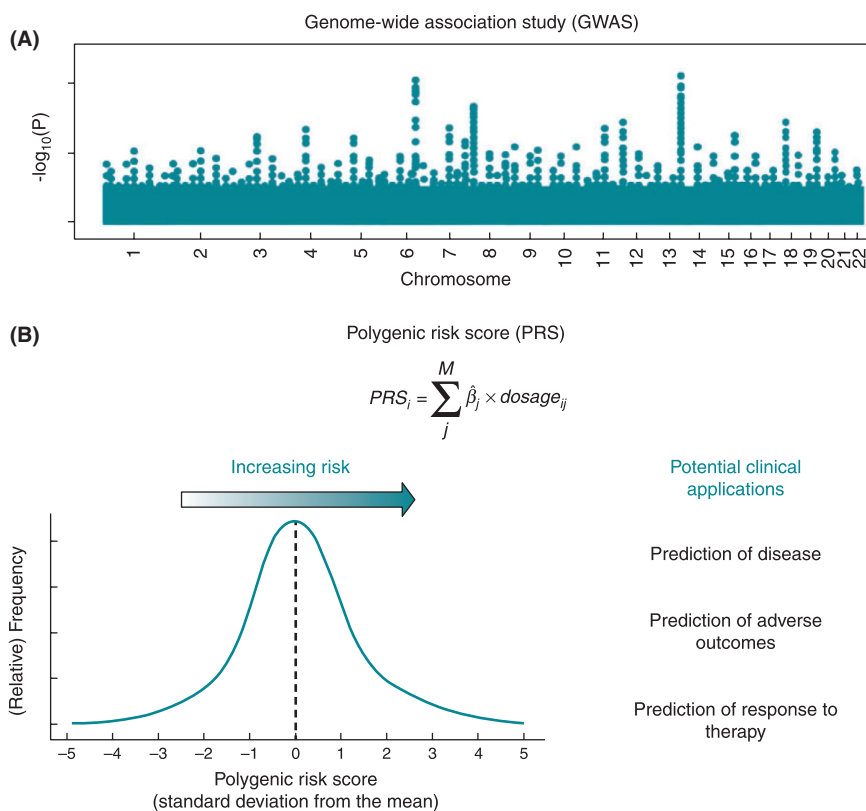 Genome-wide association study (GWAS)
(A)
-log10(P)
1 2 3 4 5 6 7 8 9 10 11 12 13 14 15 16 17 18 19 20 21 22
Chromosome
(B)
Polygenic risk score (PRS)
PRSi = ∑ j M β̂j × dosageij
Increasing risk
Potential clinical
applications
(Relative) Frequency
Prediction of disease
Prediction of adverse
outcomes
Prediction of response to
therapy
–5 –4 –3 –2 –1 0 1 2 3 4 5
Polygenic risk score
(standard deviation from the mean)